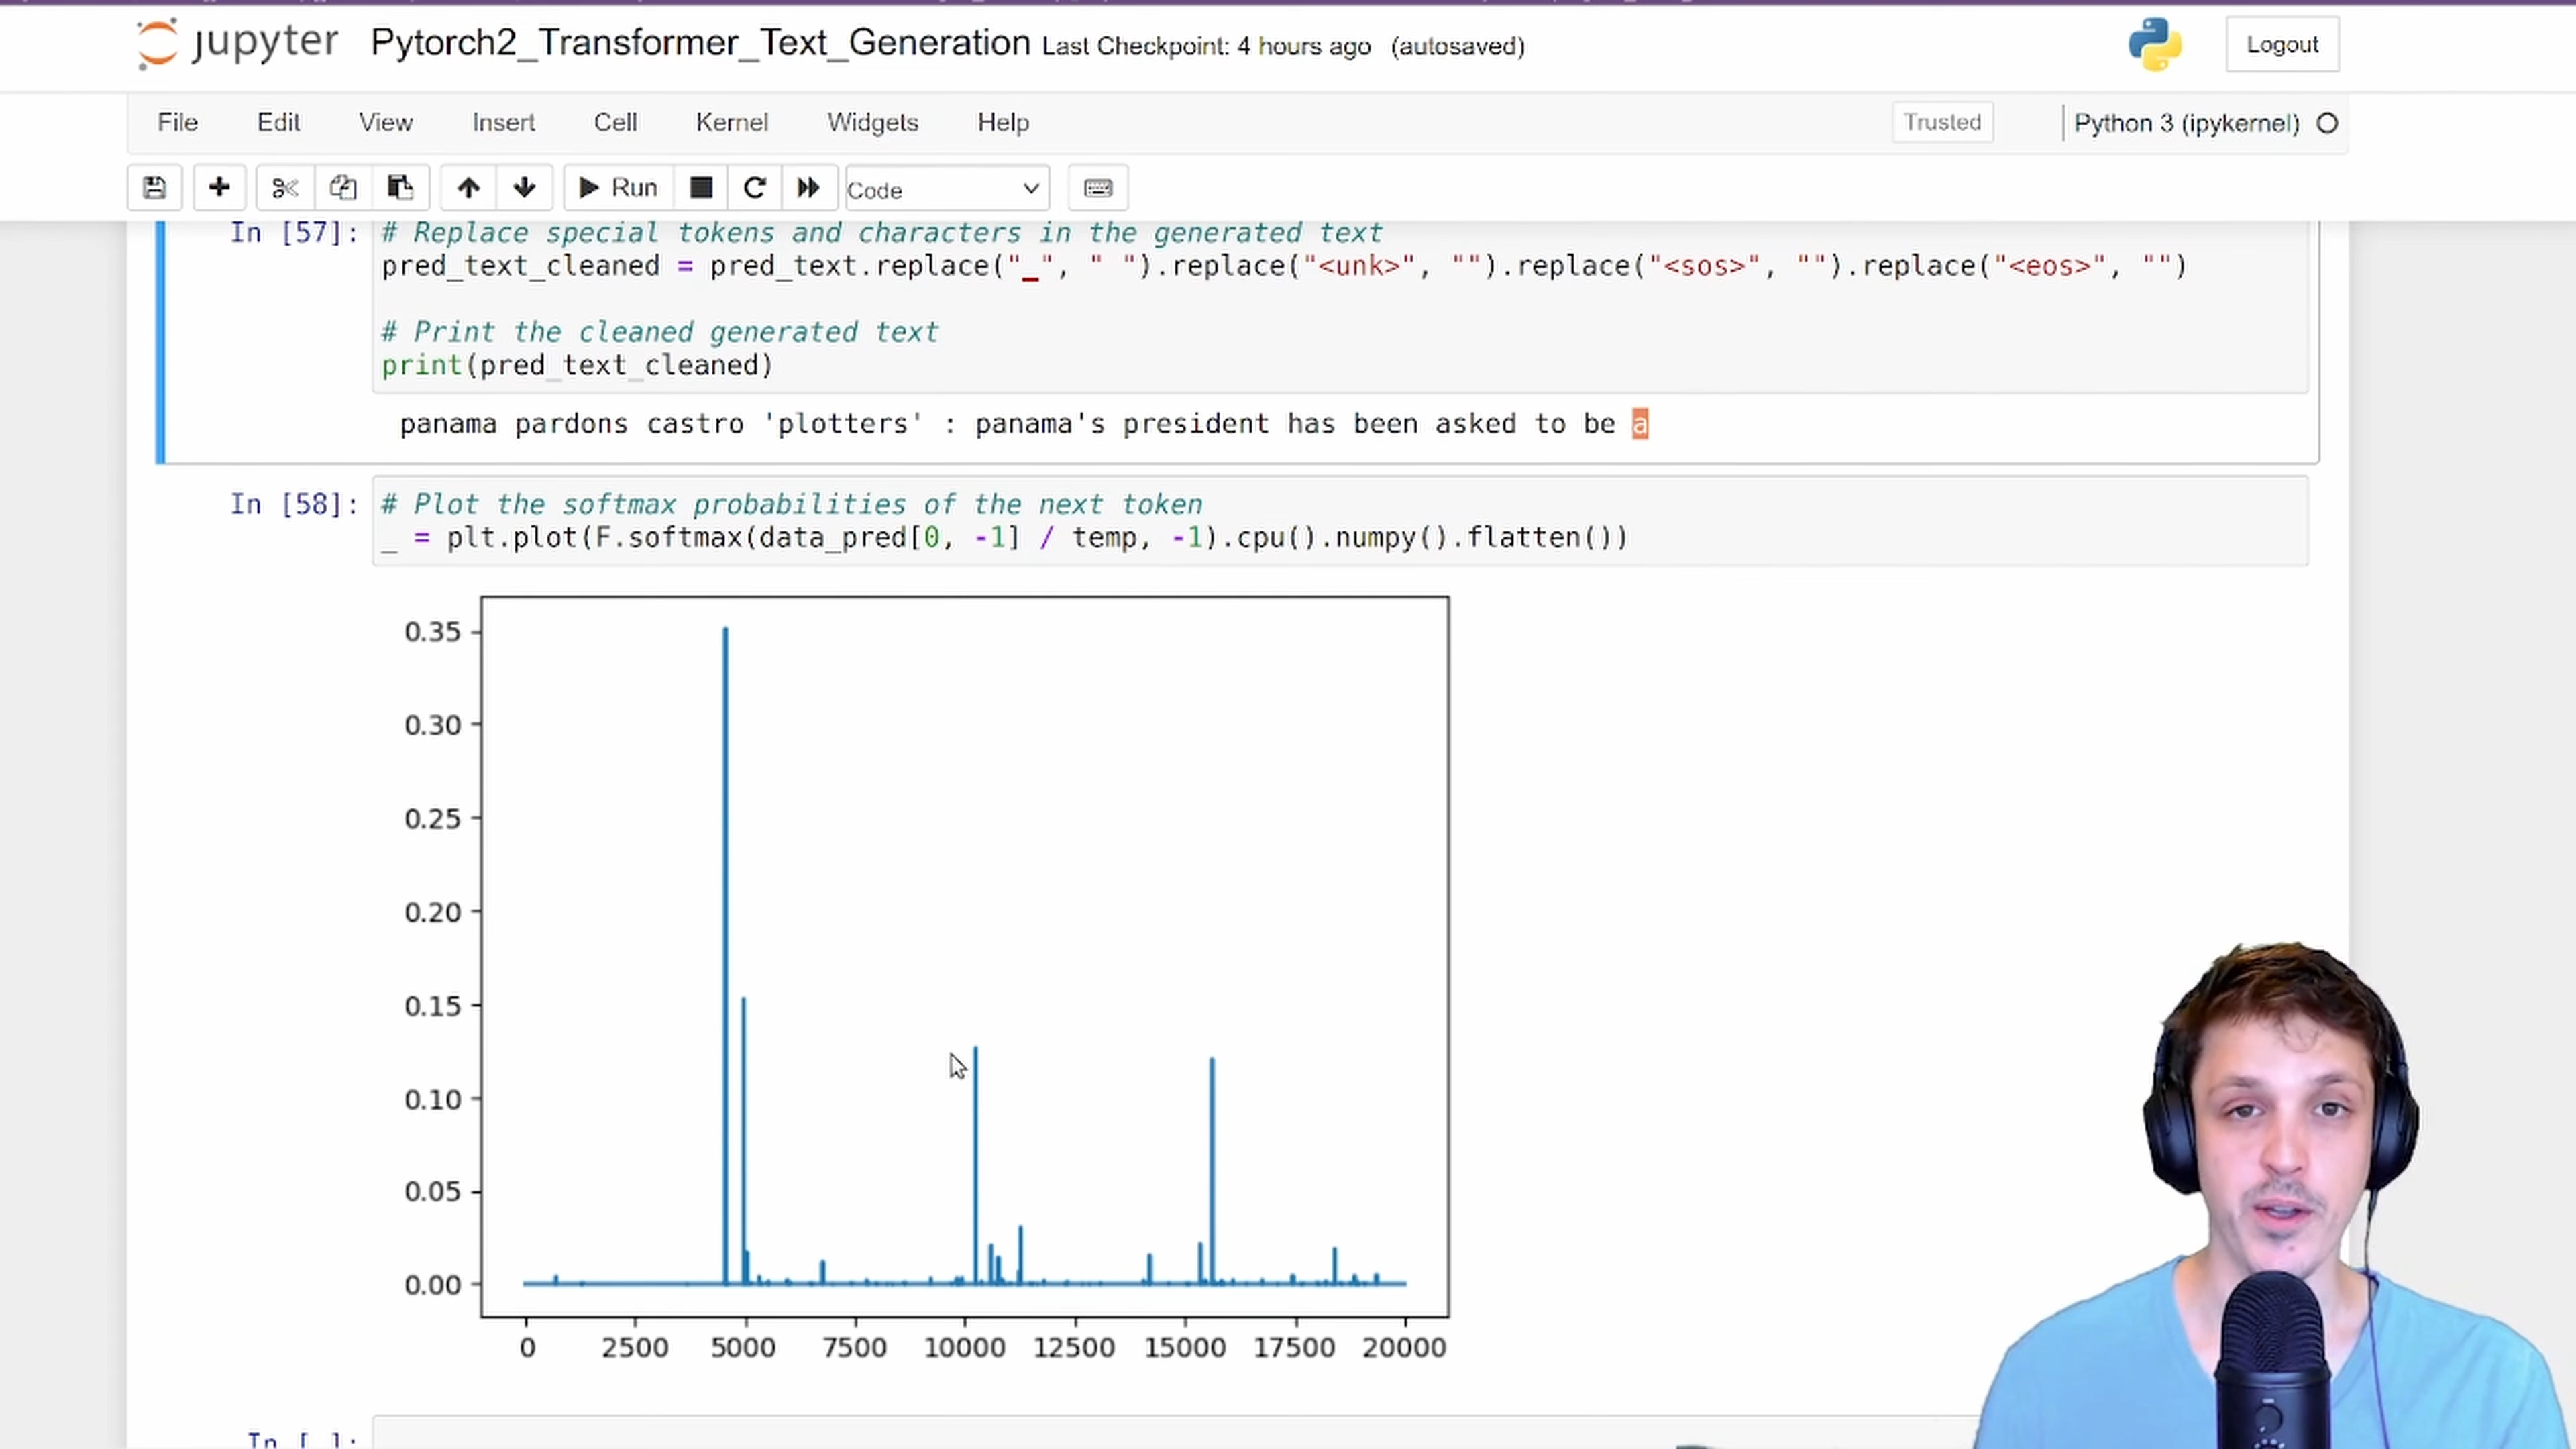 jupyter Pytorch2_Transformer_Text_Generation Last Checkpoint: 4 hours ago (autosaved) Logout
File Edit View Insert Cell Kernel Widgets Help Trusted Python 3 (ipykernel)
Run Code
In [57]: # Replace special tokens and characters in the generated text
pred_text_cleaned = pred_text.replace("▁", " ").replace("<unk>", "").replace("<sos>", "").replace("<eos>", "")
# Print the cleaned generated text
print(pred_text_cleaned)
panama pardons castro 'plotters' : panama's president has been asked to be a
In [58]: # Plot the softmax probabilities of the next token
_ = plt.plot(F.softmax(data_pred[0, -1] / temp, -1).cpu().numpy().flatten())
0.35
0.30
0.25
0.20
0.15
0.10
0.05
0.00
0 2500 5000 7500 10000 12500 15000 17500 20000
In [ ]: